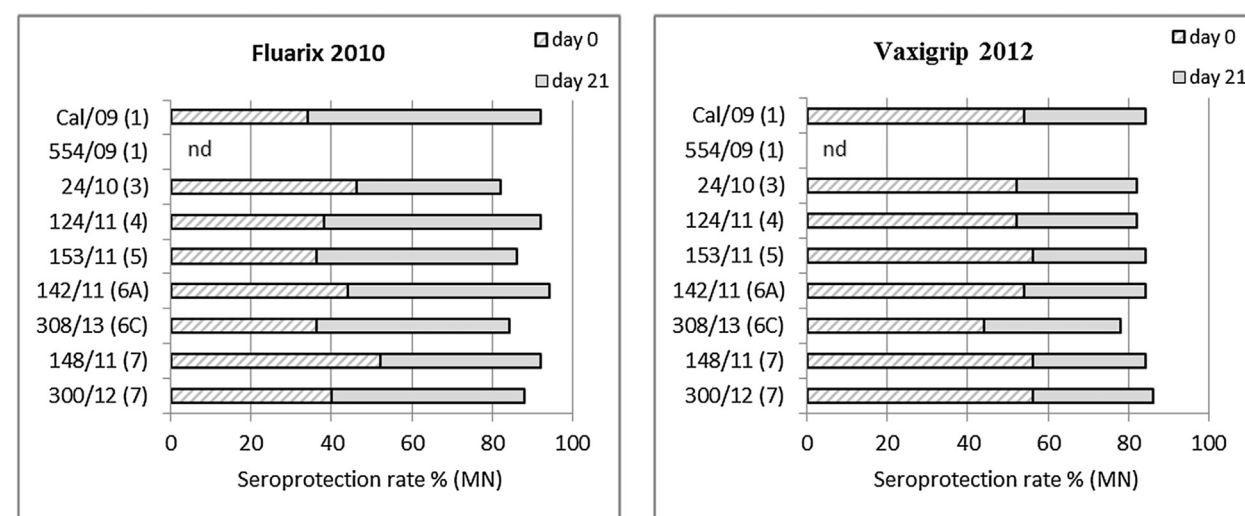 Fluarix 2010
day 0
day 21
Cal/09 (1)
554/09 (1)
nd
24/10 (3)
124/11 (4)
153/11 (5)
142/11 (6A)
308/13 (6C)
148/11 (7)
300/12 (7)
0 20 40 60 80 100
Seroprotection rate % (MN)
Vaxigrip 2012
day 0
day 21
Cal/09 (1)
554/09 (1)
nd
24/10 (3)
124/11 (4)
153/11 (5)
142/11 (6A)
308/13 (6C)
148/11 (7)
300/12 (7)
0 20 40 60 80 100
Seroprotection rate % (MN)